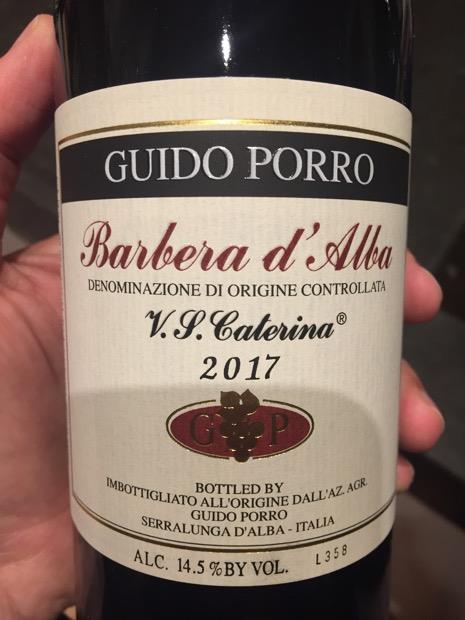 GUIDO PORRO
Barbera d'Alba
DENOMINAZIONE DI ORIGINE CONTROLLATA
V. S. Caterina®
2017
G P
BOTTLED BY
IMBOTTIGLIATO ALL'ORIGINE DALL'AZ. AGR.
GUIDO PORRO
SERRALUNGA D'ALBA - ITALIA
ALC. 14.5 % BY VOL. L358